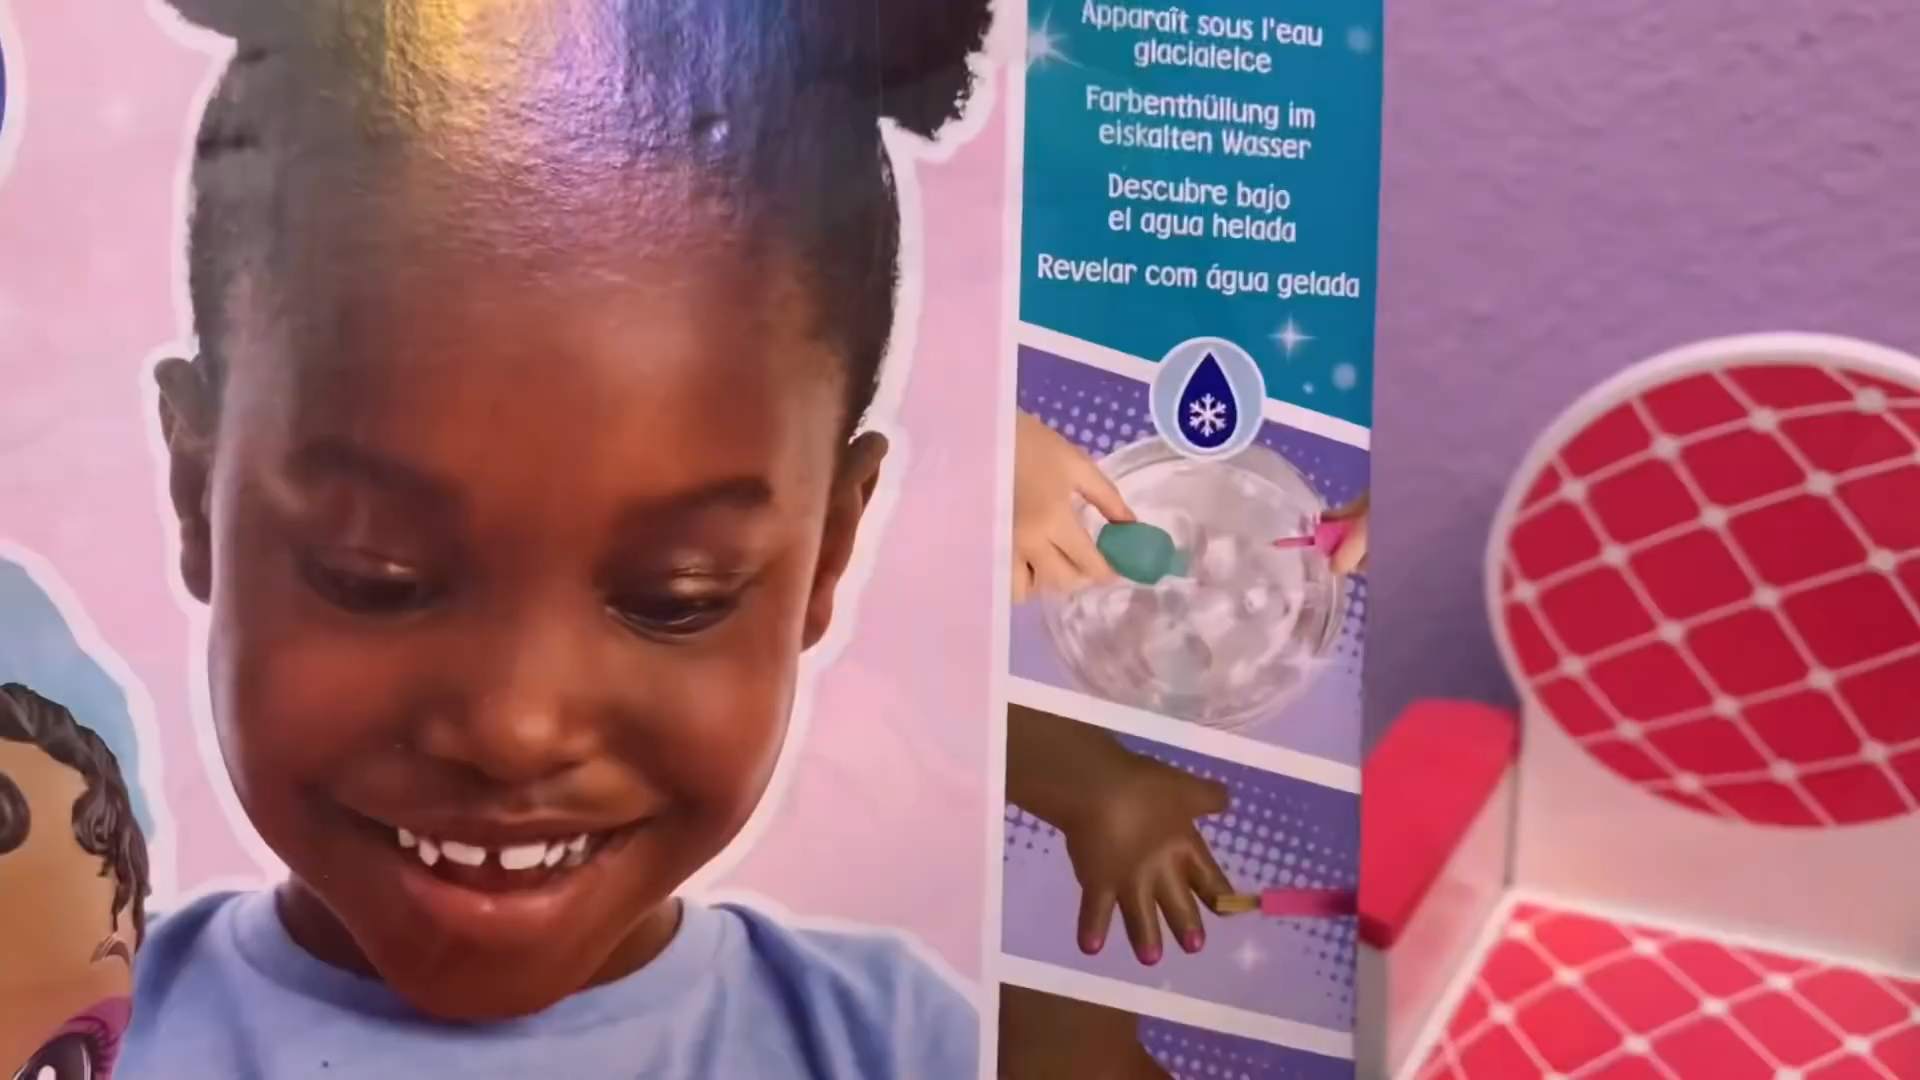 Apparaît sous l'eau
glacialeIce
Farbenthüllung im
eiskalten Wasser
Descubre bajo
el agua helada
Revelar com água gelada